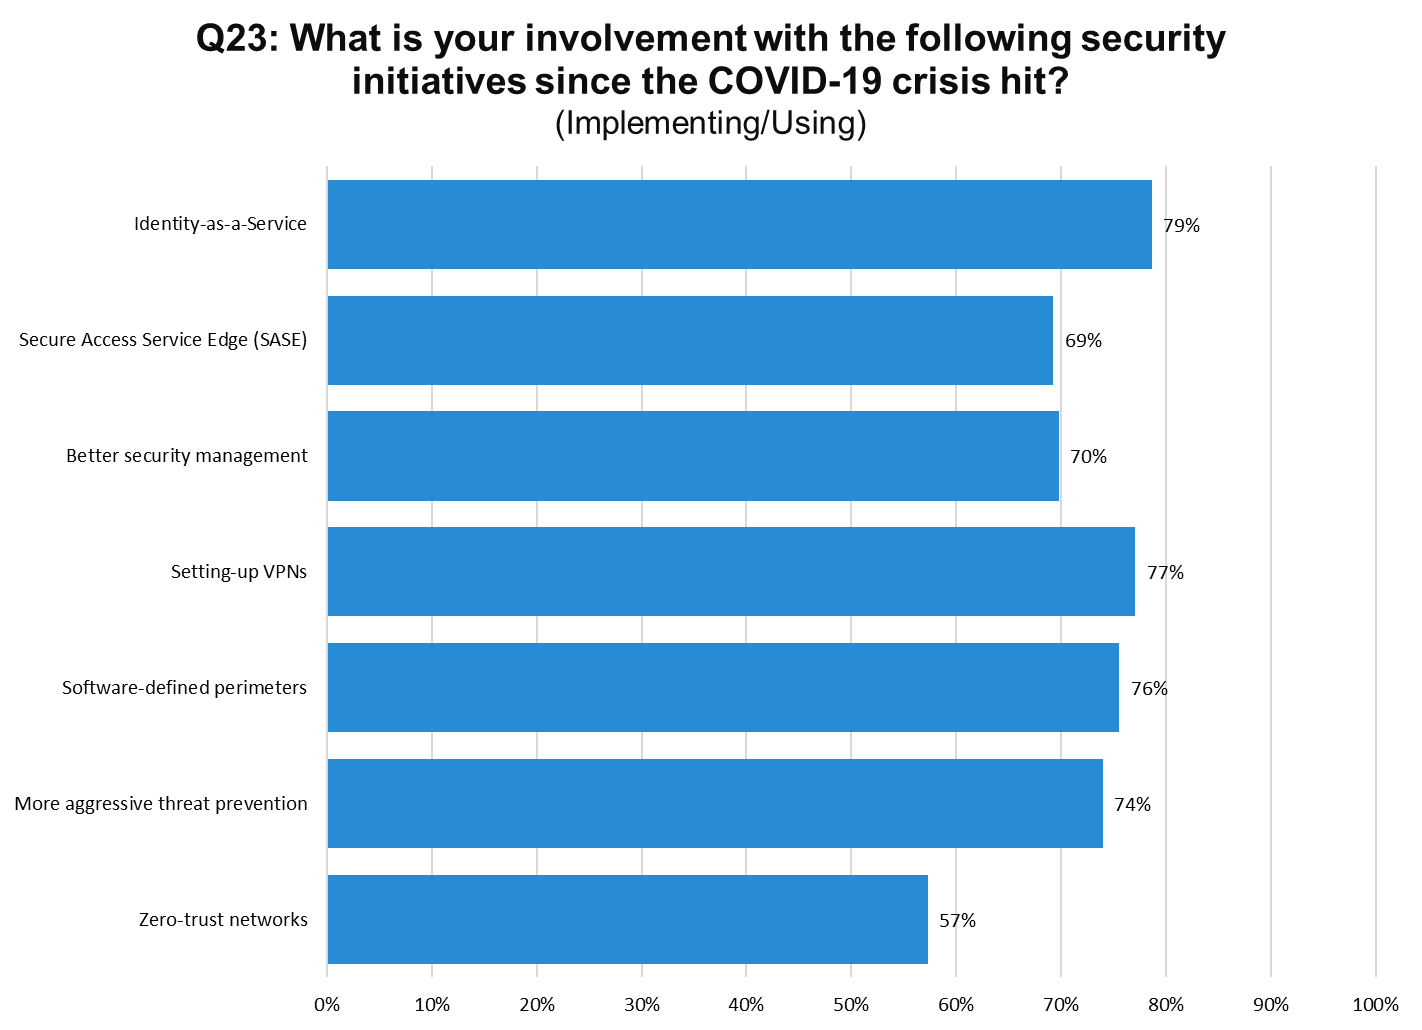 Q23: What is your involvement with the following security
initiatives since the COVID-19 crisis hit?
(Implementing/Using)
Identity-as-a-Service
79%
Secure Access Service Edge (SASE)
69%
Better security management
70%
Setting-up VPNs
77%
Software-defined perimeters
76%
More aggressive threat prevention
74%
Zero-trust networks
57%
0% 10% 20% 30% 40% 50% 60% 70% 80% 90% 100%